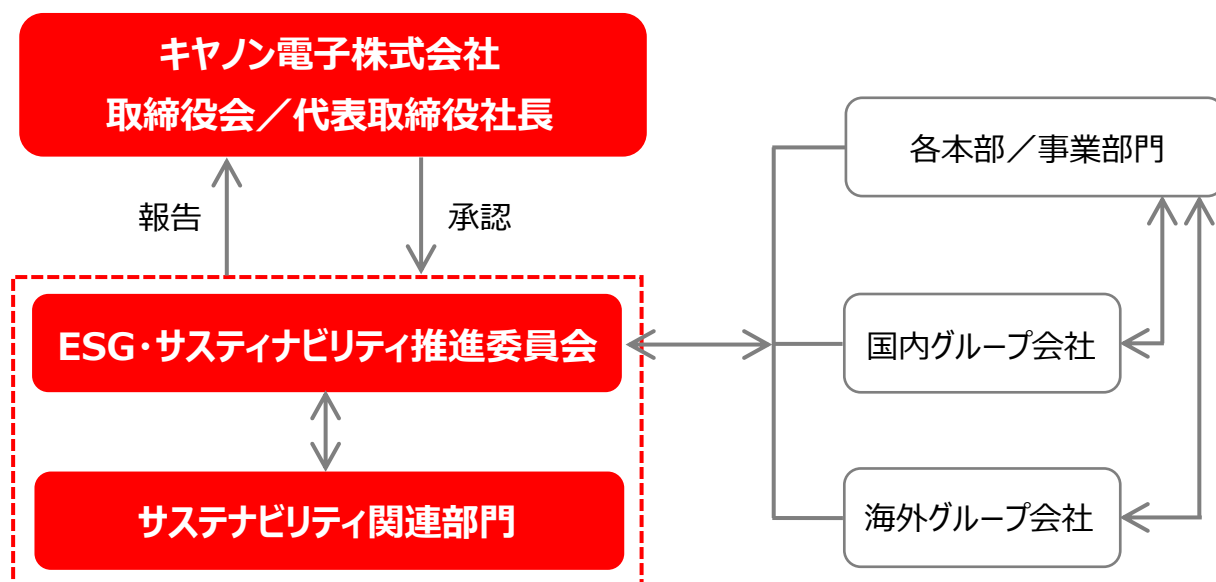 キヤノン電子株式会社
取締役会／代表取締役社長
報告
承認
ESG・サスティナビリティ推進委員会
サステナビリティ関連部門
各本部／事業部門
国内グループ会社
海外グループ会社